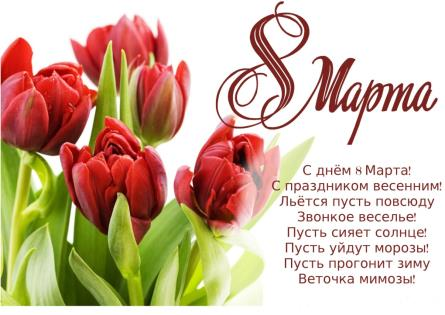 8 Марта
С днём 8 Марта!
С праздником весенним!
Льётся пусть повсюду
Звонкое веселье!
Пусть сияет солнце!
Пусть уйдут морозы!
Пусть прогонит зиму
Веточка мимозы!